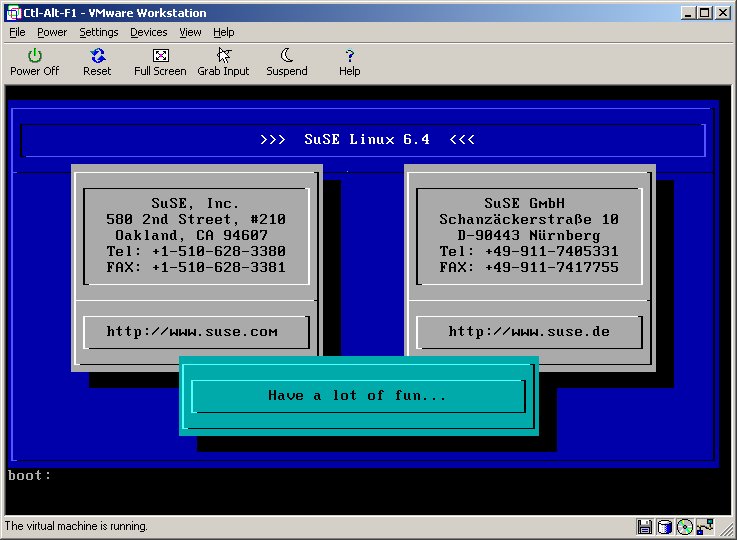 Ctl-Alt-F1 - VMware Workstation
File Power Settings Devices View Help
Power Off Reset Full Screen Grab Input Suspend Help
>>> SuSE Linux 6.4 <<<
SuSE, Inc.
580 2nd Street, #210
Oakland, CA 94607
Tel: +1-510-628-3380
FAX: +1-510-628-3381
http://www.suse.com
SuSE GmbH
Schanzäckerstraße 10
D-90443 Nürnberg
Tel: +49-911-7405331
FAX: +49-911-7417755
http://www.suse.de
Have a lot of fun...
boot:
The virtual machine is running.